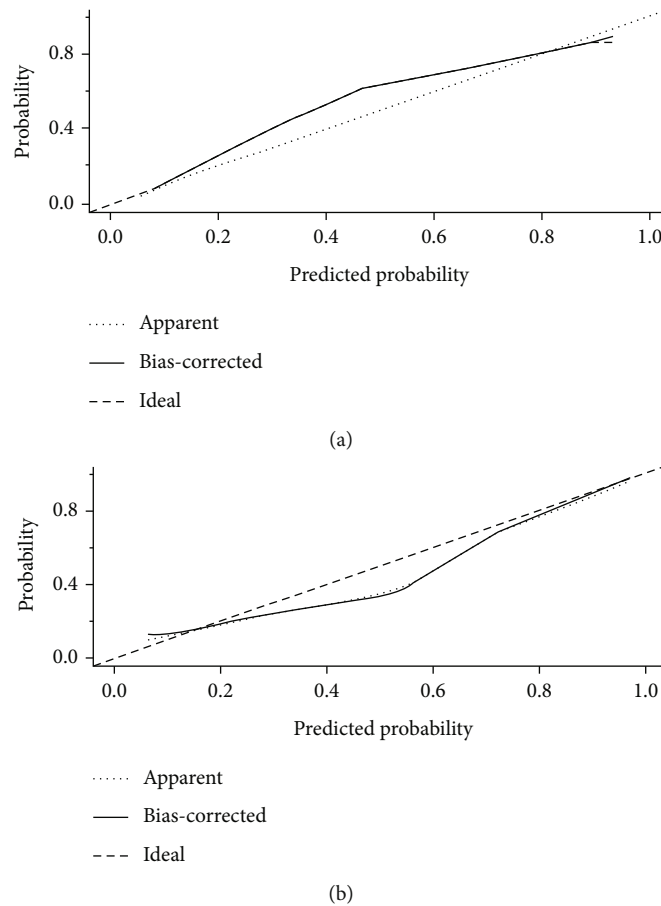 0.8
Probability
0.4
0.0
0.0 0.2 0.4 0.6 0.8 1.0
Predicted probability
Apparent
Bias-corrected
Ideal
(a)
0.8
Probability
0.4
0.0
0.0 0.2 0.4 0.6 0.8 1.0
Predicted probability
Apparent
Bias-corrected
Ideal
(b)